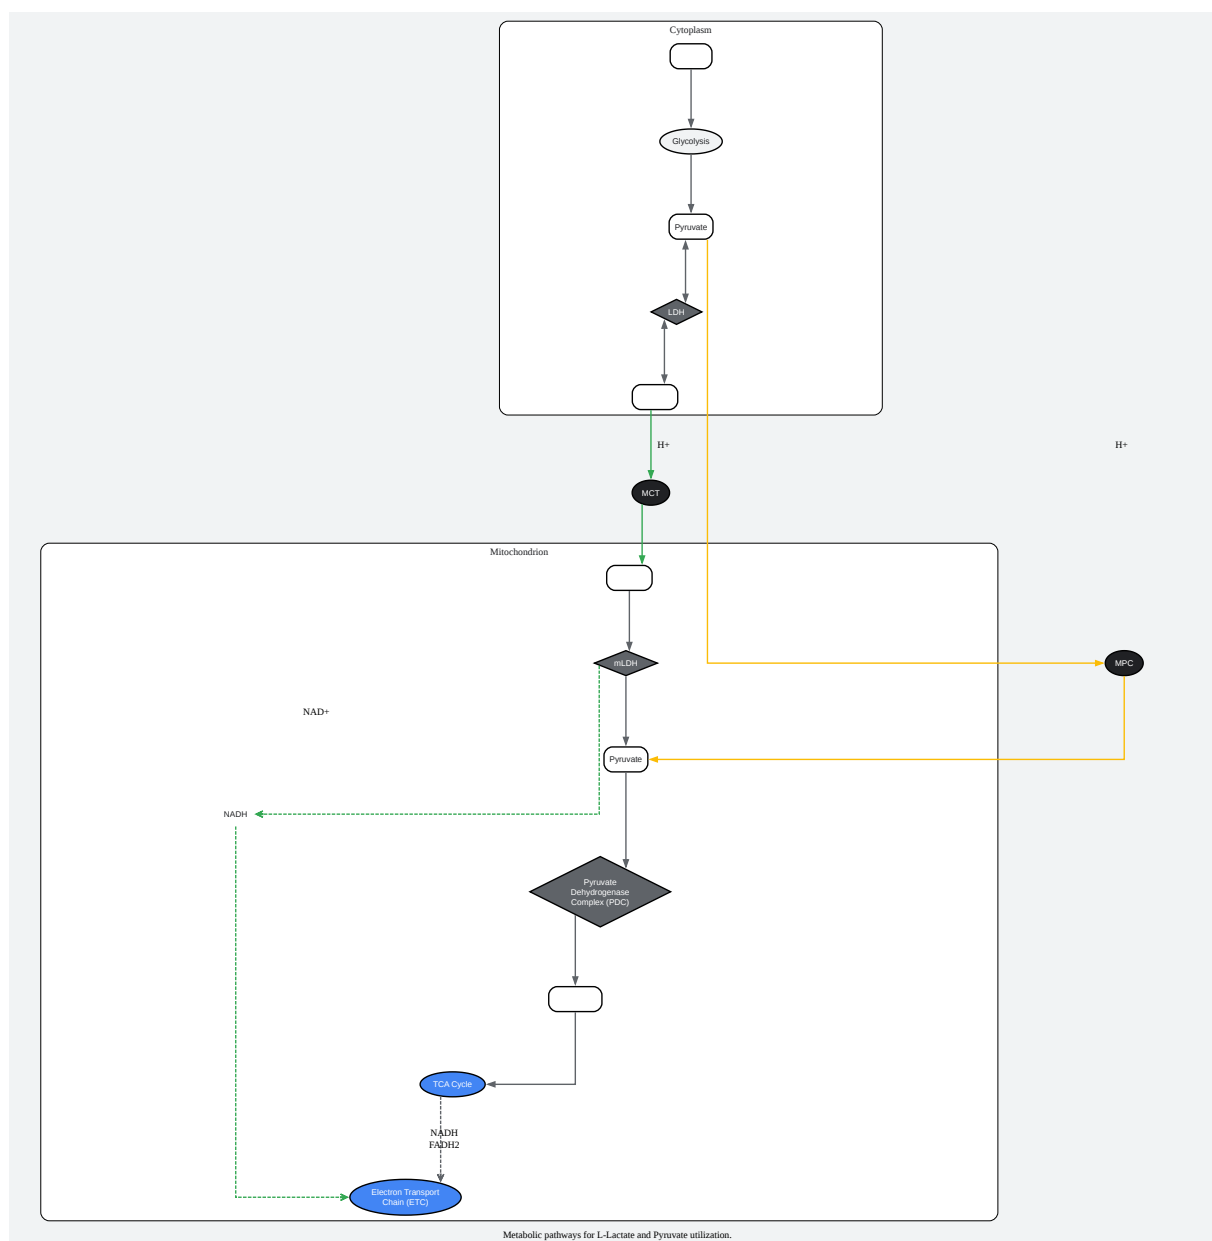 Cytoplasm
Glycolysis
Pyruvate
LDH
H+
H+
MCT
Mitochondrion
mLDH
MPC
NAD+
Pyruvate
NADH
Pyruvate
Dehydrogenase
Complex (PDC)
TCA Cycle
NADH
FADH2
Electron Transport
Chain (ETC)
Metabolic pathways for L-Lactate and Pyruvate utilization.